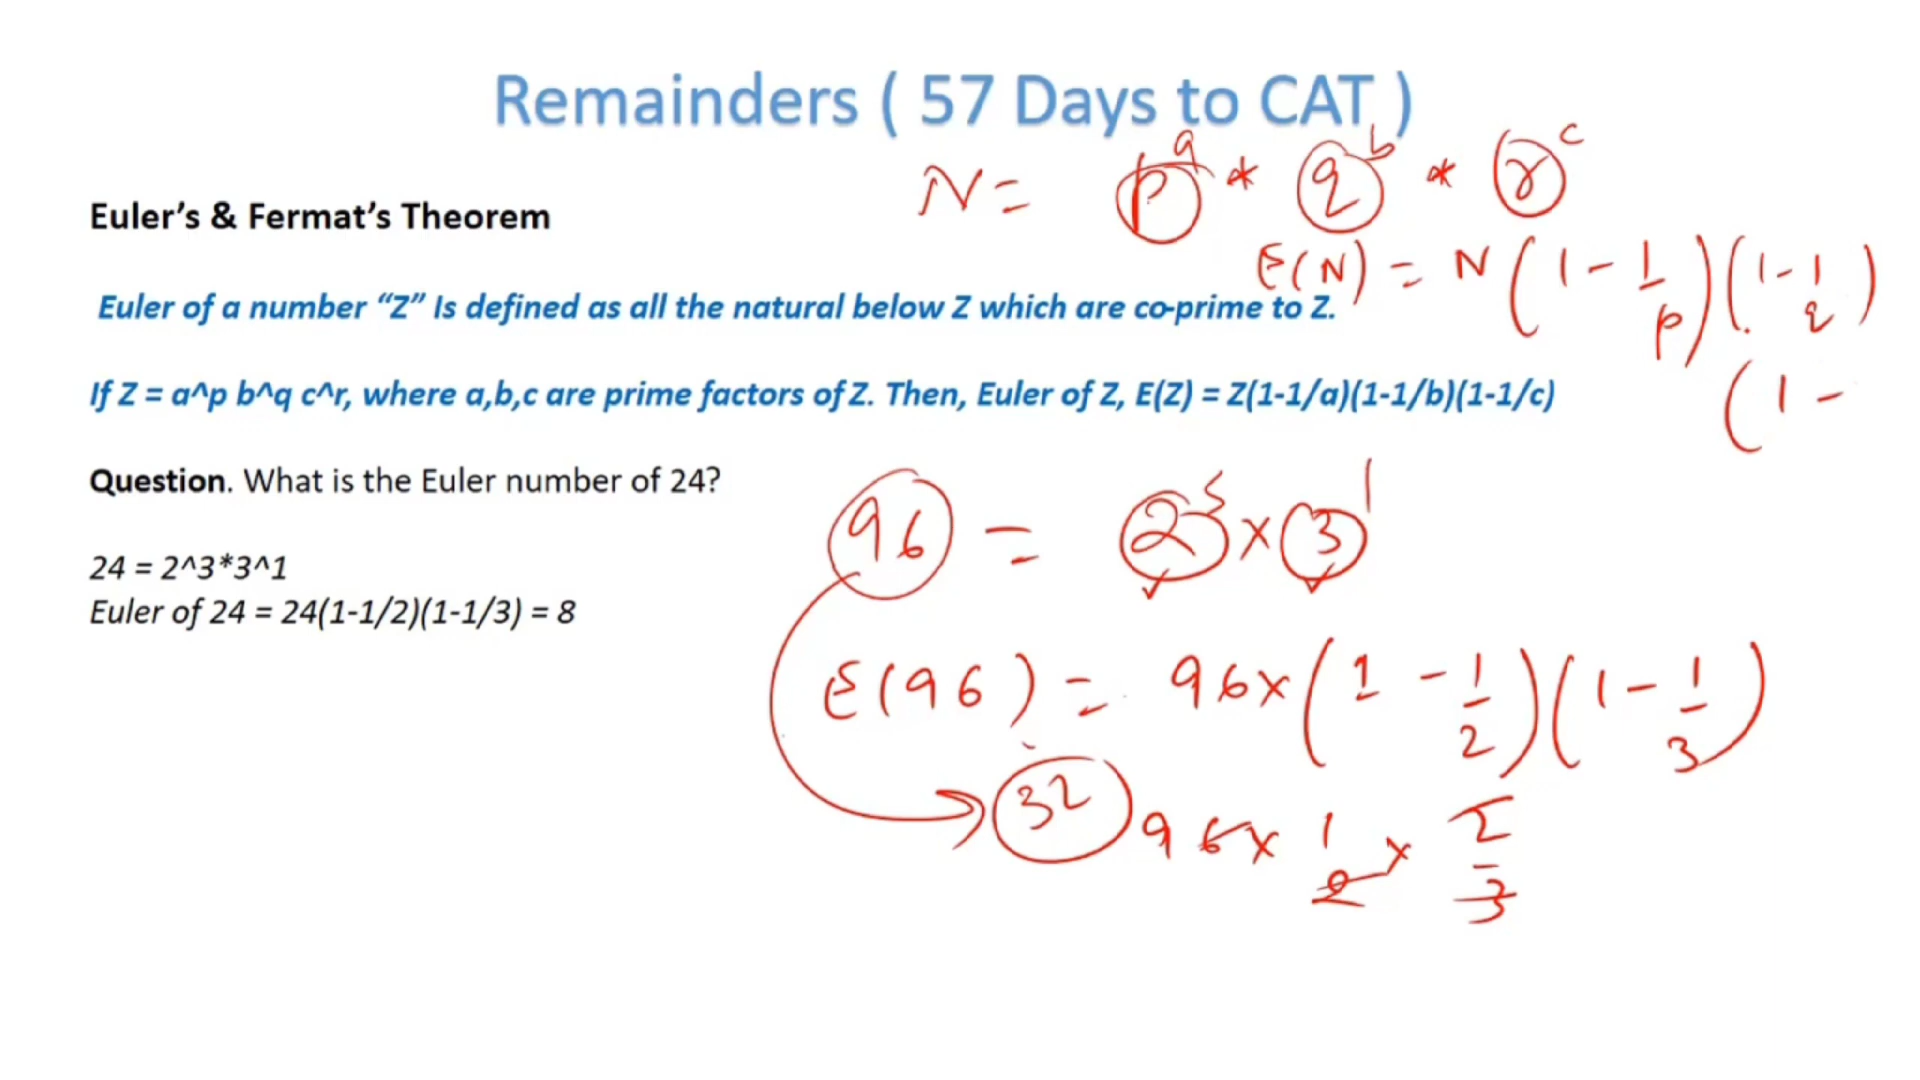 Remainders ( 57 Days to CAT )
N = p^a * q^b * r^c
Euler’s & Fermat’s Theorem
E(N) = N (1 - 1/p) (1 - 1/q)
Euler of a number “Z” Is defined as all the natural below Z which are co-prime to Z.
(1 -
If Z = a^p b^q c^r, where a,b,c are prime factors of Z. Then, Euler of Z, E(Z) = Z(1-1/a)(1-1/b)(1-1/c)
Question. What is the Euler number of 24?
96 = 2^5 × 3^1
24 = 2^3*3^1
Euler of 24 = 24(1-1/2)(1-1/3) = 8
E(96) = 96 × (1 - 1/2) (1 - 1/3)
32 96 × 1/2 × 2/3